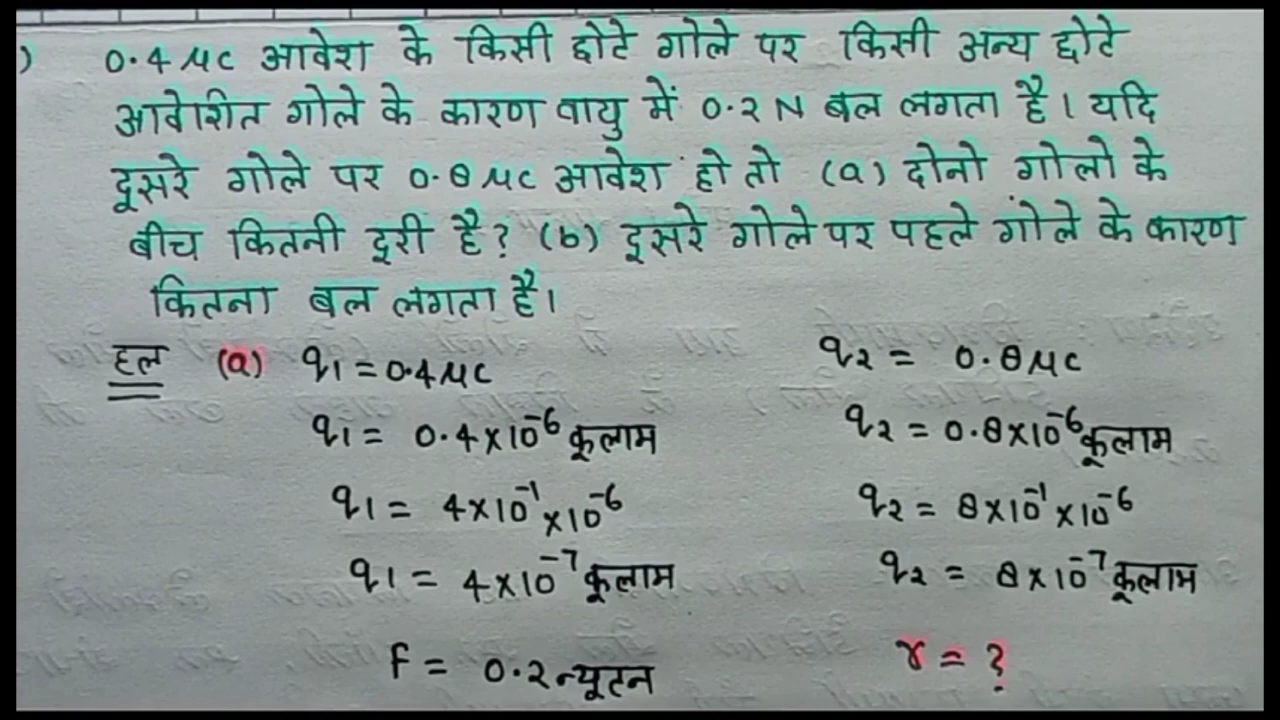 ) 0.4 μC आवेश के किसी छोटे गोले पर किसी अन्य छोटे
आवेशित गोले के कारण वायु में 0.2 N बल लगता है। यदि
दूसरे गोले पर 0.8 μC आवेश हो तो (a) दोनो गोलो के
बीच कितनी दूरी है? (b) दूसरे गोले पर पहले गोले के कारण
कितना बल लगता है।
हल (a) q₁ = 0.4 μC q₂ = 0.8 μC
q₁ = 0.4×10⁻⁶ कूलाम q₂ = 0.8×10⁻⁶ कूलाम
q₁ = 4×10⁻¹×10⁻⁶ q₂ = 8×10⁻¹×10⁻⁶
q₁ = 4×10⁻⁷ कूलाम q₂ = 8×10⁻⁷ कूलाम
F = 0.2 न्यूटन r = ?